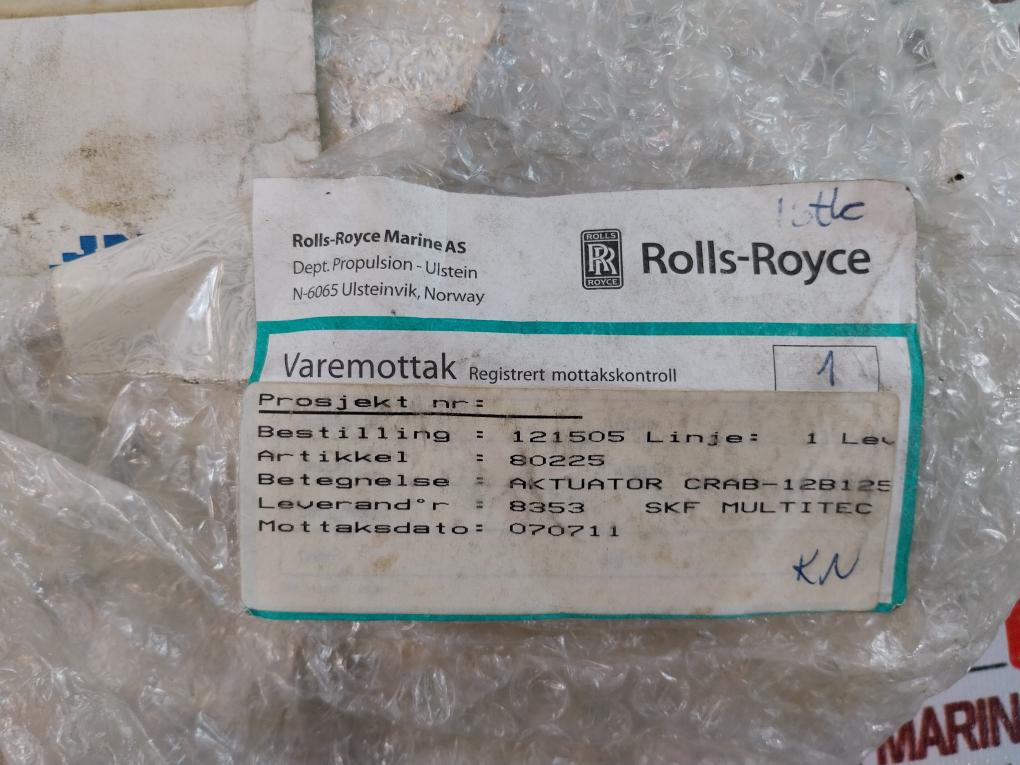 1stk
Rolls-Royce Marine AS
Dept. Propulsion - Ulstein
N-6065 Ulsteinvik, Norway
ROLLS
RR
ROYCE
Rolls-Royce
Varemottak Registrert mottakskontroll
1
Prosjekt nr:
Bestilling : 121505 Linje: 1 Lev
Artikkel : 80225
Betegnelse : AKTUATOR CRAB-12B125
Leverand°r : 8353 SKF MULTITEC
Mottaksdato: 070711
KN
MARIN